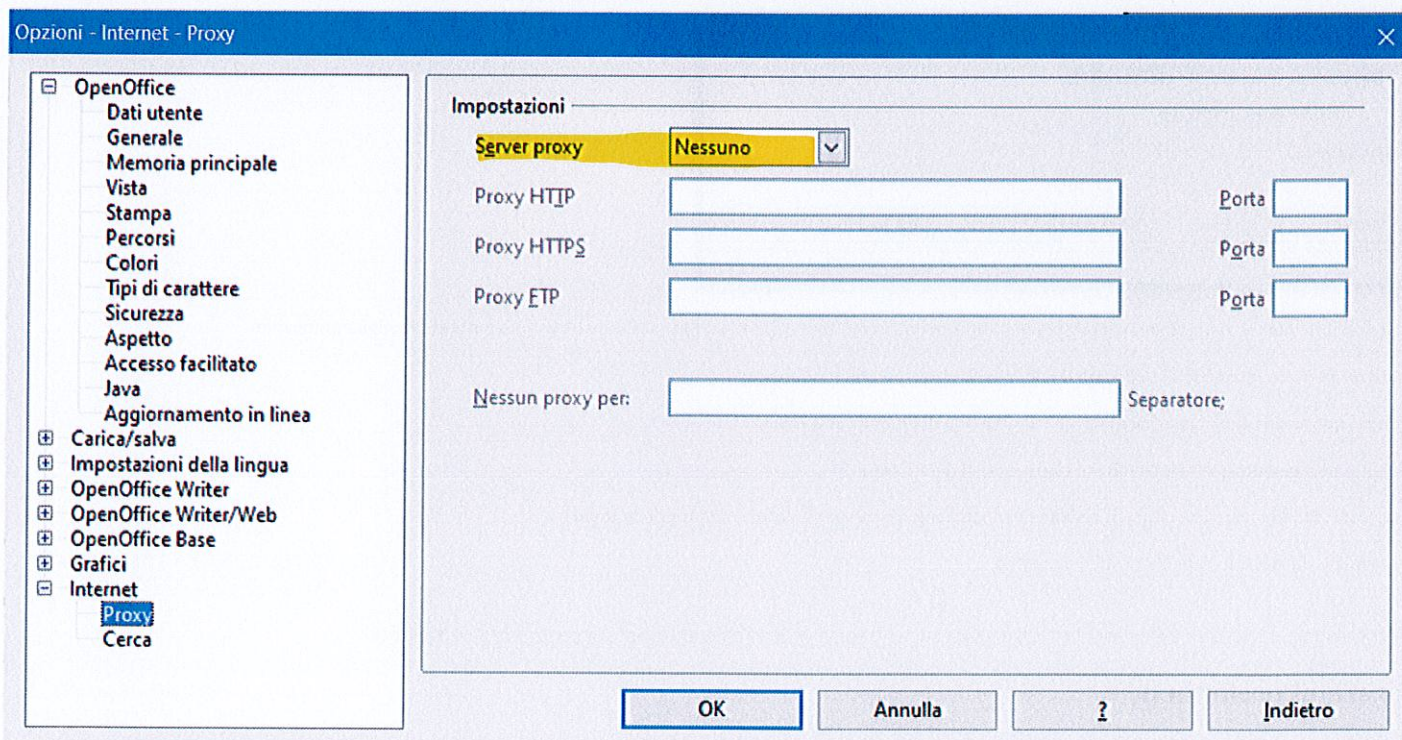 Opzioni - Internet - Proxy
OpenOffice
Dati utente
Generale
Memoria principale
Vista
Stampa
Percorsi
Colori
Tipi di carattere
Sicurezza
Aspetto
Accesso facilitato
Java
Aggiornamento in linea
Carica/salva
Impostazioni della lingua
OpenOffice Writer
OpenOffice Writer/Web
OpenOffice Base
Grafici
Internet
Proxy
Cerca
Impostazioni
Server proxy Nessuno
Proxy HTTP Porta
Proxy HTTPS Porta
Proxy FTP Porta
Nessun proxy per: Separatore;
OK Annulla ? Indietro